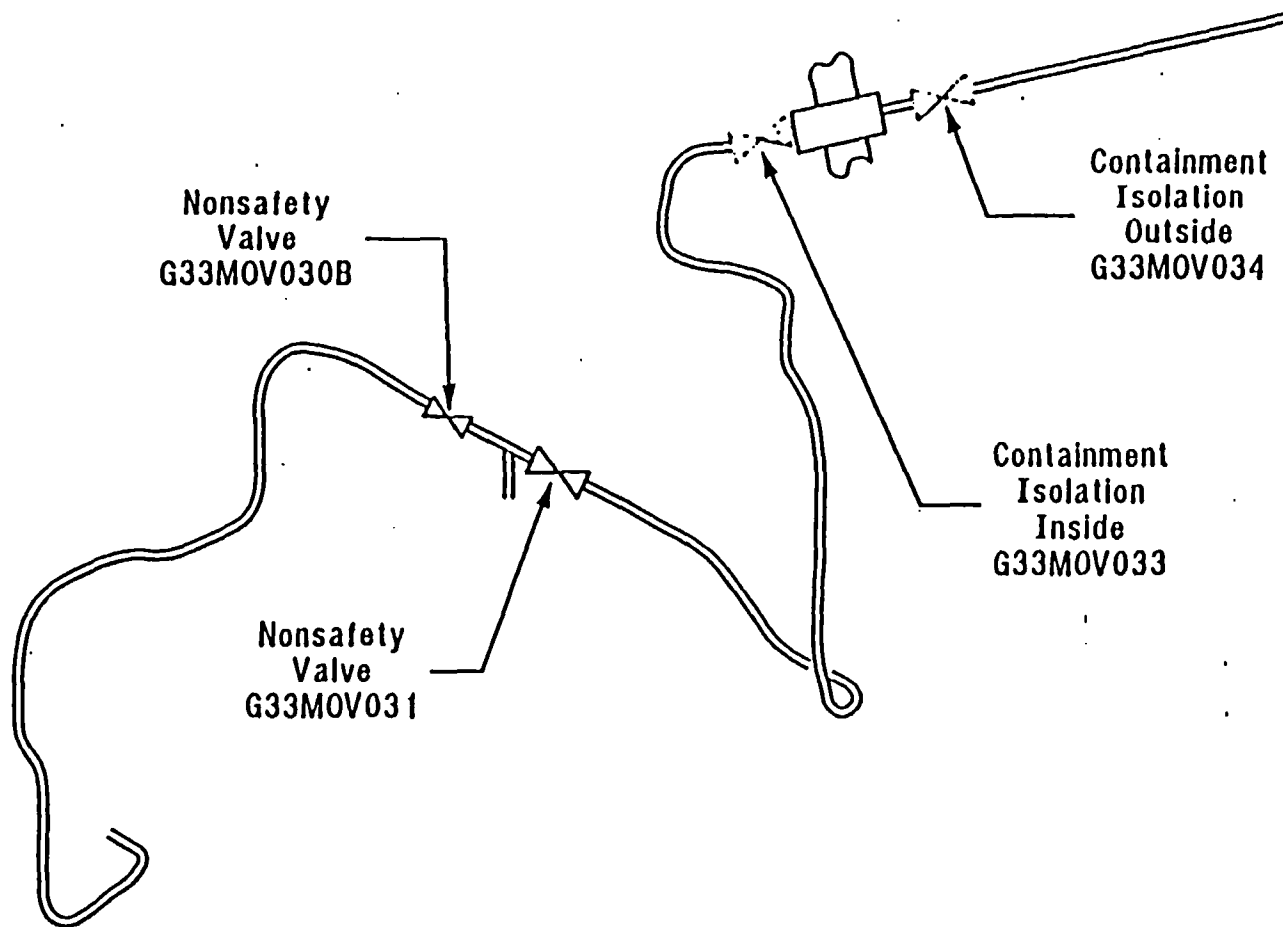 Nonsafety
Valve
G33MOV030B
Containment
Isolation
Outside
G33MOV034
Nonsafety
Valve
G33MOV031
Containment
Isolation
Inside
G33MOV033